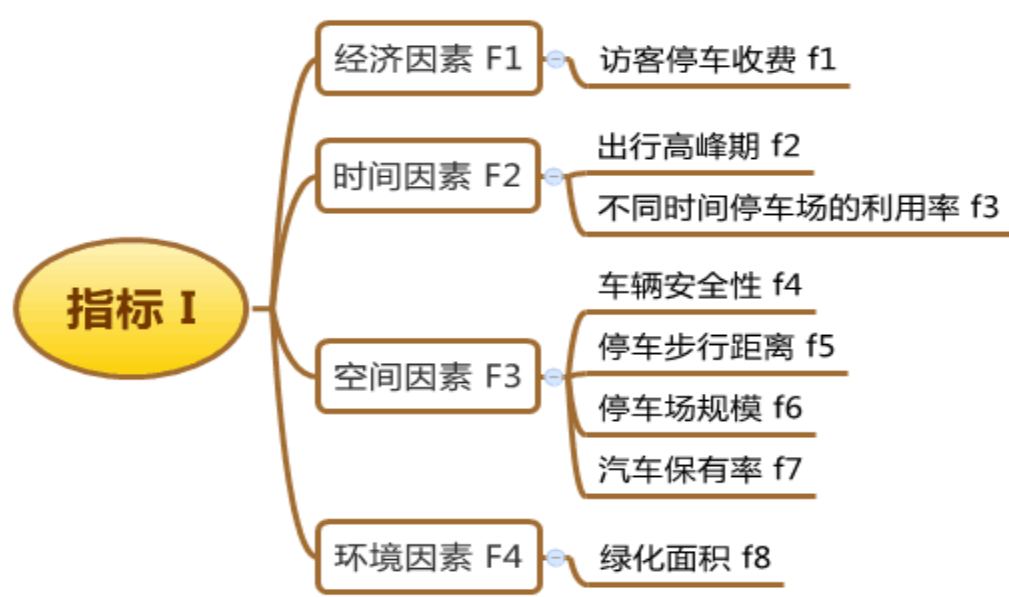 经济因素 F1
访客停车收费 f1
时间因素 F2
出行高峰期 f2
不同时间停车场的利用率 f3
指标 I
空间因素 F3
车辆安全性 f4
停车步行距离 f5
停车场规模 f6
汽车保有率 f7
环境因素 F4
绿化面积 f8